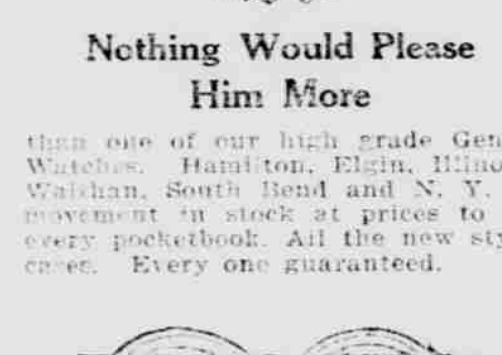 Nothing Would Please
Him More
than one of our high grade Gen
Watches. Hamilton, Elgin, Illino
Waltham, South Bend and N. Y.
movement in stock at prices to
every pocketbook. All the new sty
cases. Every one guaranteed.